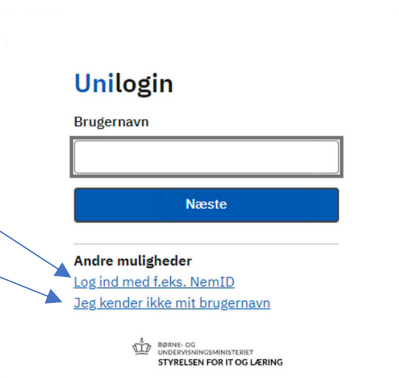 Unilogin
Brugernavn
Næste
Andre muligheder
Log ind med f.eks. NemID
Jeg kender ikke mit brugernavn
BØRNE- OG
UNDERVISNINGSMINISTERIET
STYRELSEN FOR IT OG LÆRING